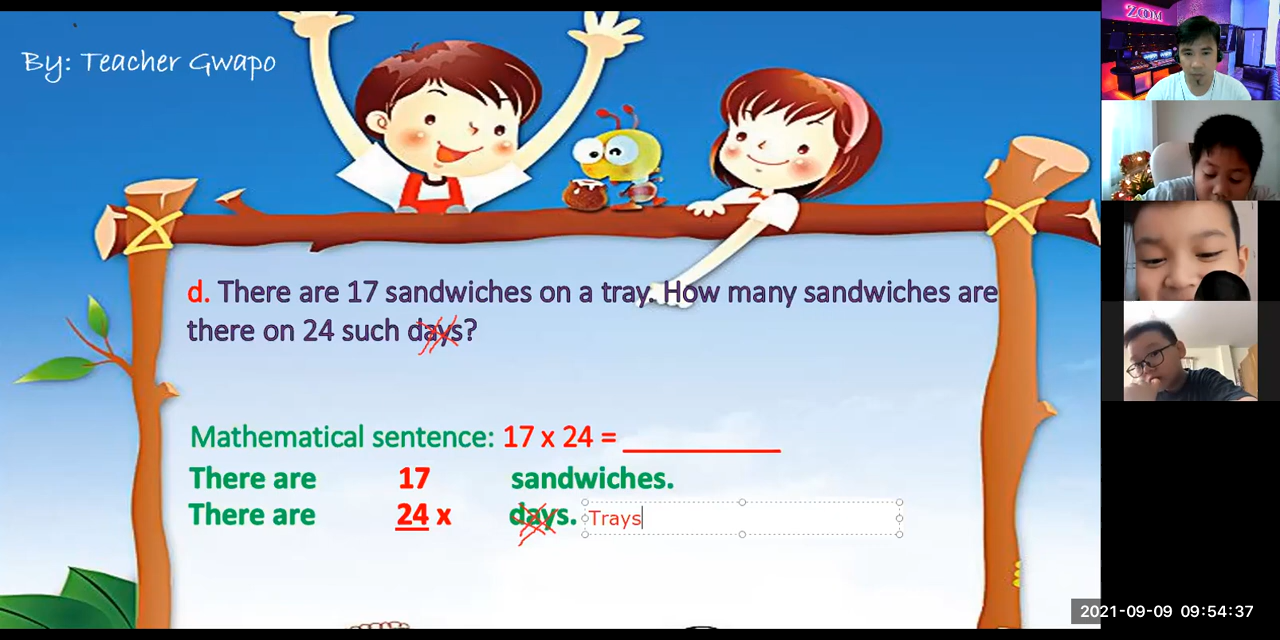 ZOOM
By: Teacher Gwapo
d. There are 17 sandwiches on a tray. How many sandwiches are
there on 24 such days?
Mathematical sentence: 17 x 24 = __________
There are 17 sandwiches.
There are 24 x days. Trays
2021-09-09 09:54:37